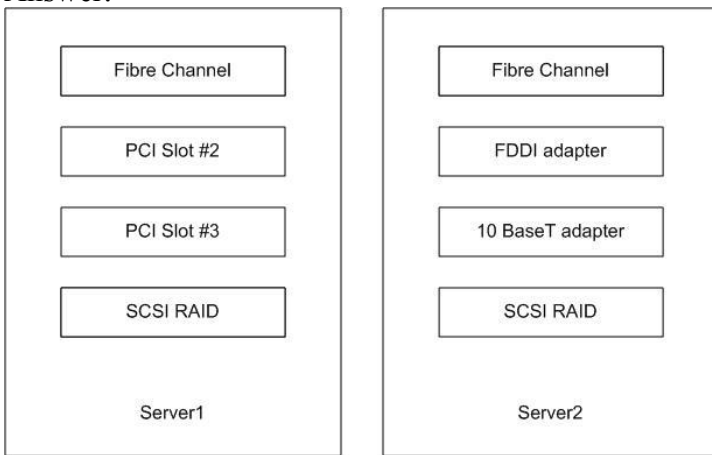 Fibre Channel
PCI Slot #2
PCI Slot #3
SCSI RAID
Server1
Fibre Channel
FDDI adapter
10 BaseT adapter
SCSI RAID
Server2